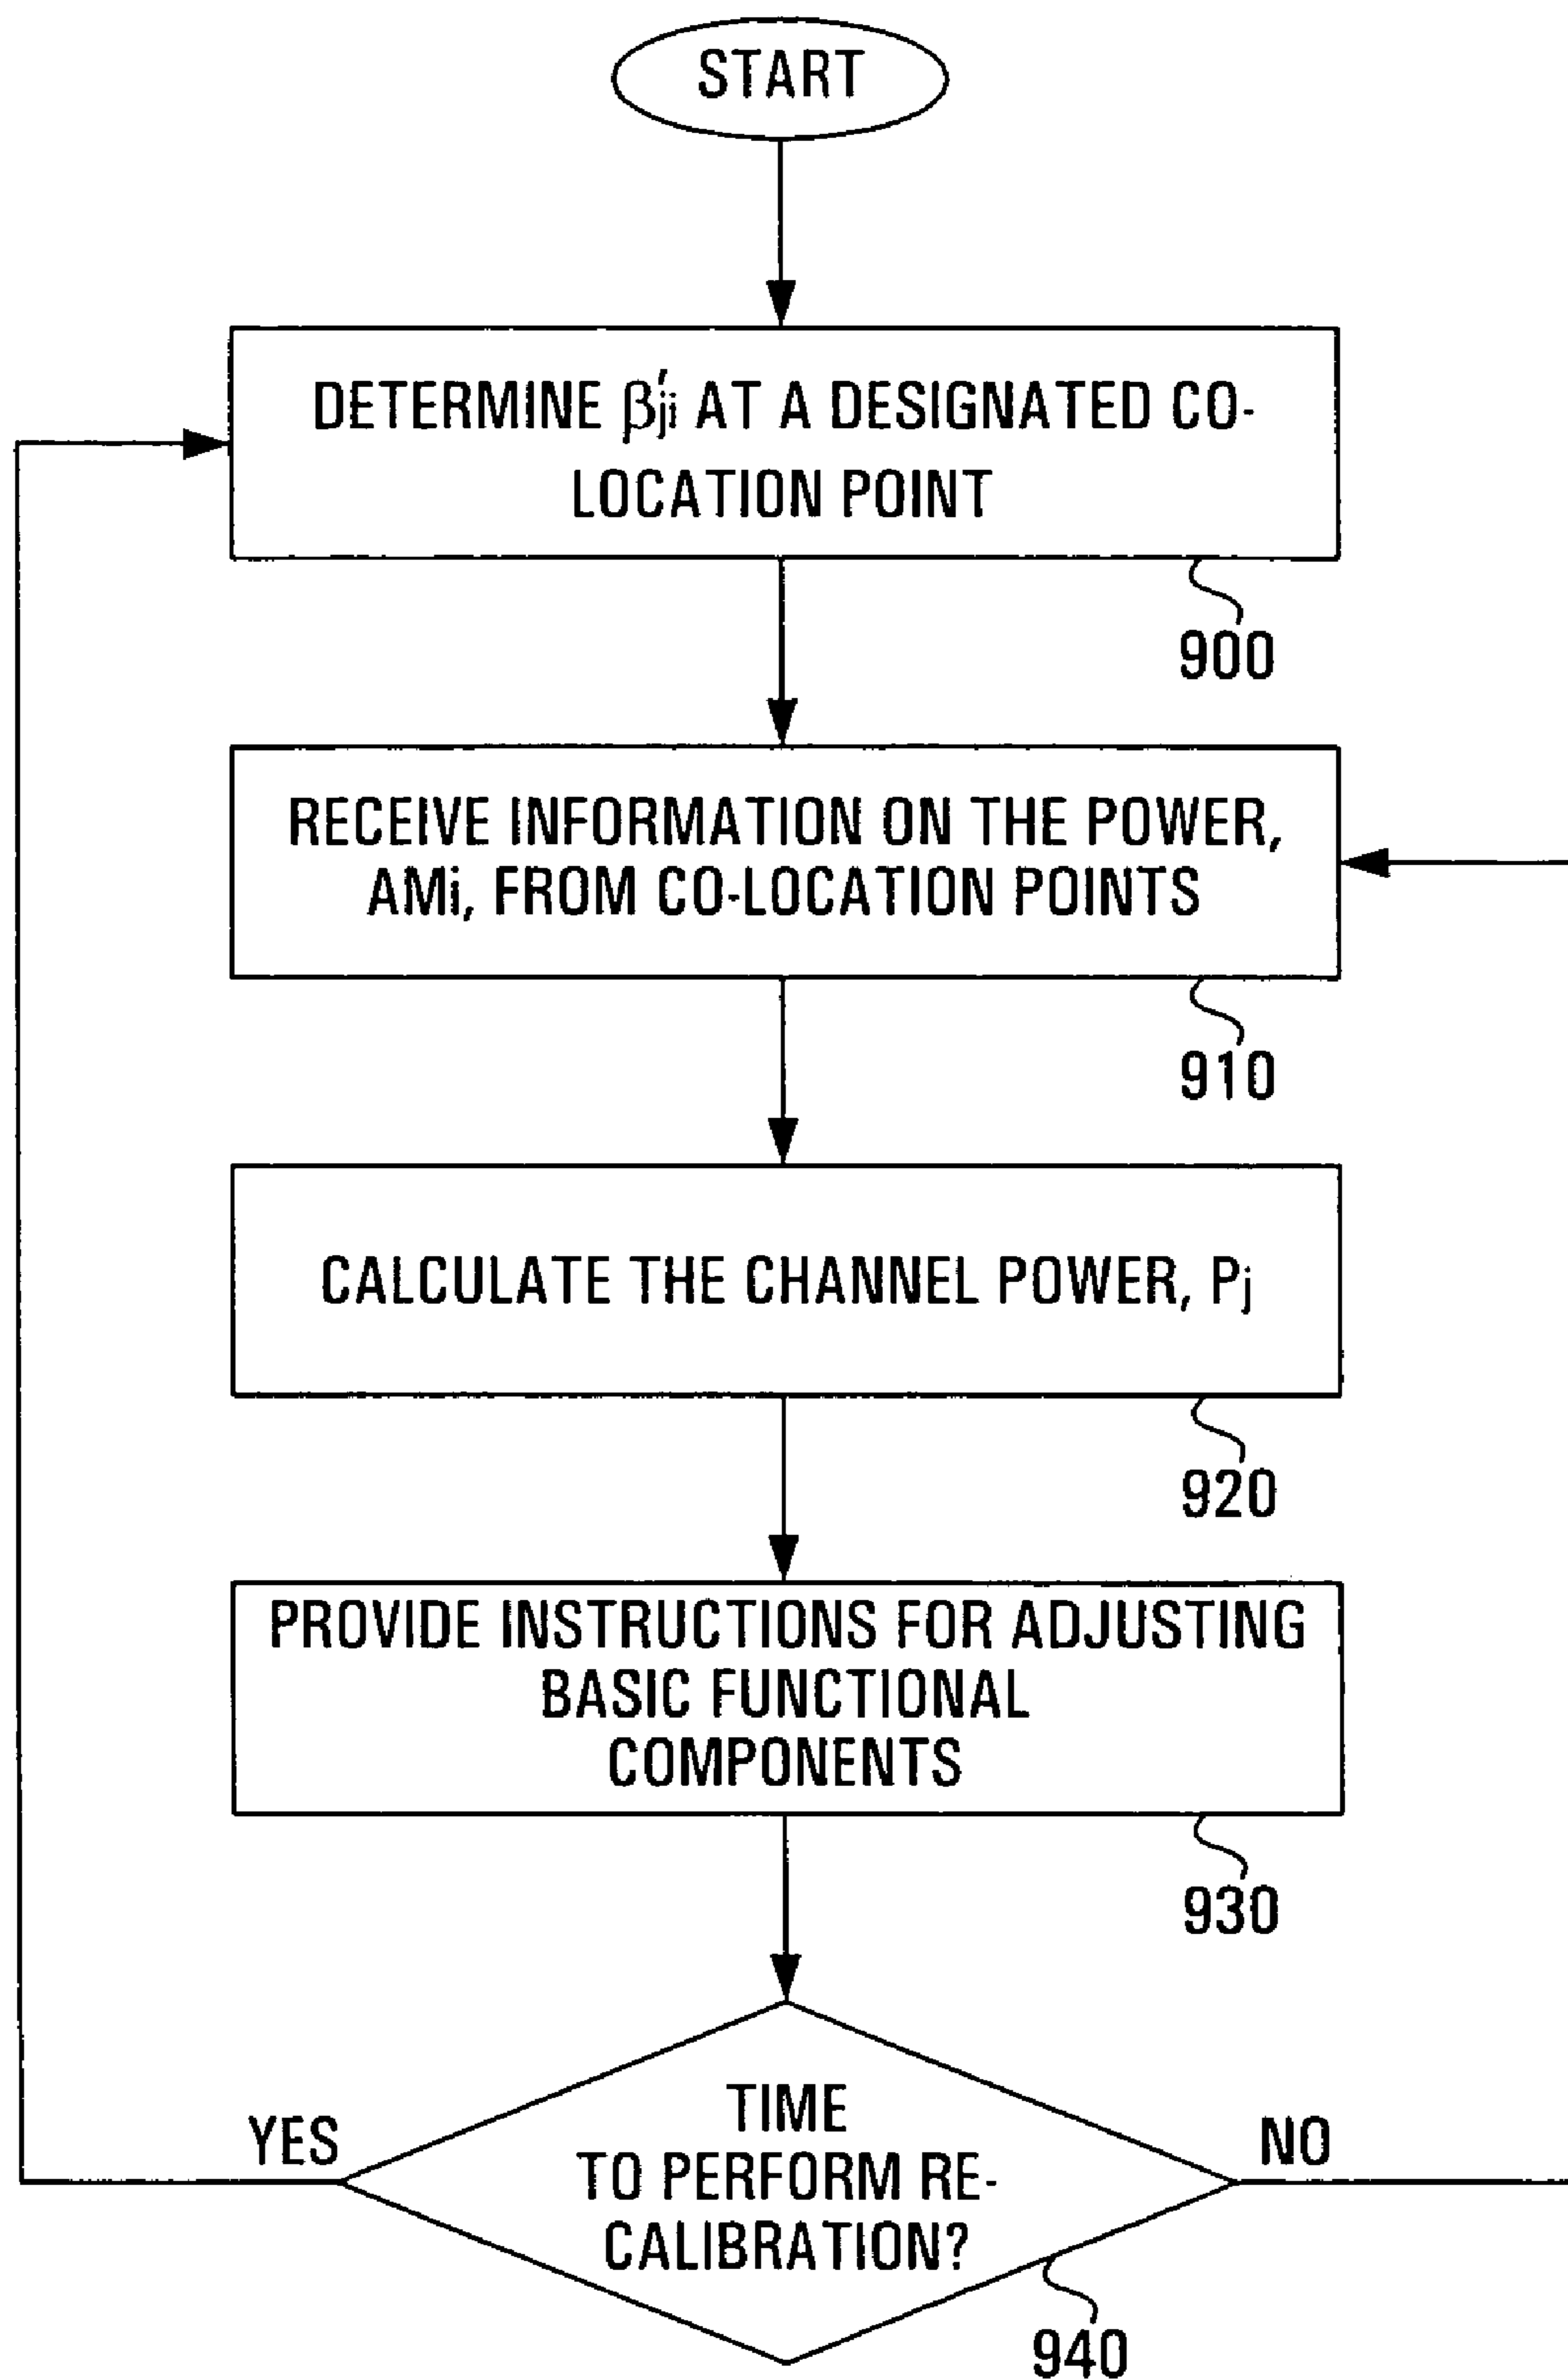 START
DETERMINE β'ji AT A DESIGNATED CO-
LOCATION POINT
900
RECEIVE INFORMATION ON THE POWER,
AMi, FROM CO-LOCATION POINTS
910
CALCULATE THE CHANNEL POWER, Pj
920
PROVIDE INSTRUCTIONS FOR ADJUSTING
BASIC FUNCTIONAL
COMPONENTS
930
TIME
YES
NO
TO PERFORM RE-
CALIBRATION?
940